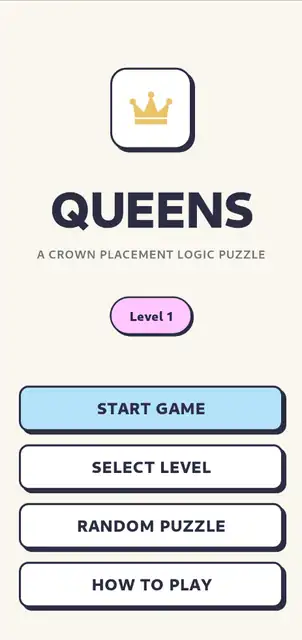 QUEENS
A CROWN PLACEMENT LOGIC PUZZLE
Level 1
START GAME
SELECT LEVEL
RANDOM PUZZLE
HOW TO PLAY